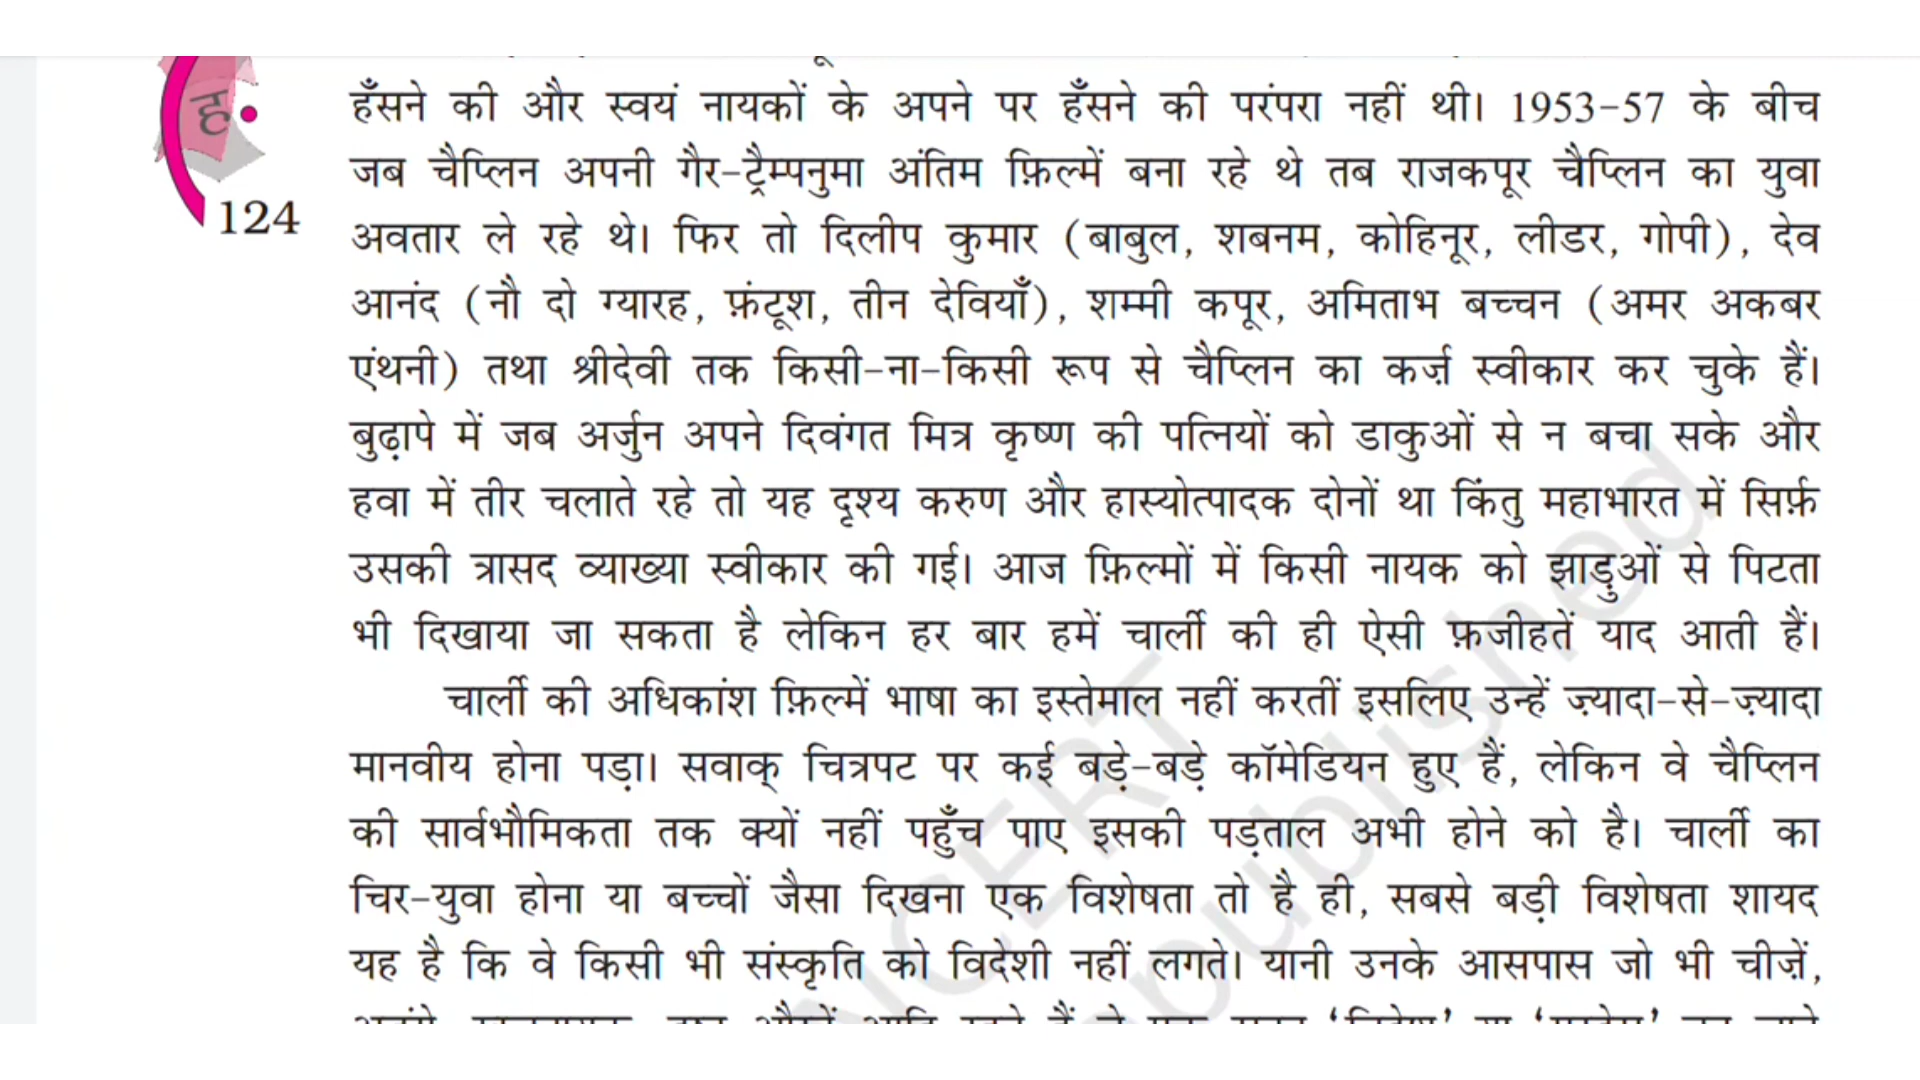 ह
124
हँसने की और स्वयं नायकों के अपने पर हँसने की परंपरा नहीं थी। 1953-57 के बीच
जब चैप्लिन अपनी गैर-ट्रैम्पनुमा अंतिम फ़िल्में बना रहे थे तब राजकपूर चैप्लिन का युवा
अवतार ले रहे थे। फिर तो दिलीप कुमार (बाबुल, शबनम, कोहिनूर, लीडर, गोपी), देव
आनंद (नौ दो ग्यारह, फ़ंटूश, तीन देवियाँ), शम्मी कपूर, अमिताभ बच्चन (अमर अकबर
एंथनी) तथा श्रीदेवी तक किसी-ना-किसी रूप से चैप्लिन का कर्ज़ स्वीकार कर चुके हैं।
बुढ़ापे में जब अर्जुन अपने दिवंगत मित्र कृष्ण की पत्नियों को डाकुओं से न बचा सके और
हवा में तीर चलाते रहे तो यह दृश्य करुण और हास्योत्पादक दोनों था किंतु महाभारत में सिर्फ़
उसकी त्रासद व्याख्या स्वीकार की गई। आज फ़िल्मों में किसी नायक को झाड़ुओं से पिटता
भी दिखाया जा सकता है लेकिन हर बार हमें चार्ली की ही ऐसी फ़जीहतें याद आती हैं।
चार्ली की अधिकांश फ़िल्में भाषा का इस्तेमाल नहीं करतीं इसलिए उन्हें ज़्यादा-से-ज़्यादा
मानवीय होना पड़ा। सवाक् चित्रपट पर कई बड़े-बड़े कॉमेडियन हुए हैं, लेकिन वे चैप्लिन
की सार्वभौमिकता तक क्यों नहीं पहुँच पाए इसकी पड़ताल अभी होने को है। चार्ली का
चिर-युवा होना या बच्चों जैसा दिखना एक विशेषता तो है ही, सबसे बड़ी विशेषता शायद
यह है कि वे किसी भी संस्कृति को विदेशी नहीं लगते। यानी उनके आसपास जो भी चीज़ें,
NCERT
published